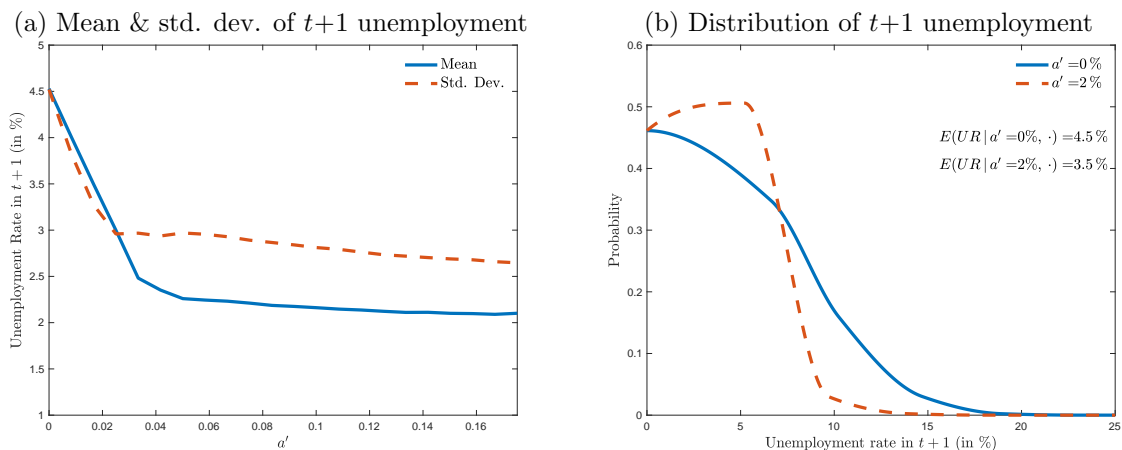 (a) Mean & std. dev. of t+1 unemployment
5
4.5
4
3.5
3
2.5
2
1.5
1
Unemployment Rate in t + 1 (in %)
Mean
Std. Dev.
0
0.02
0.04
0.06
0.08
0.1
0.12
0.14
0.16
a′
(b) Distribution of t+1 unemployment
0.6
0.5
0.4
0.3
0.2
0.1
0
Probability
a′ =0 %
a′ =2 %
E(UR | a′ =0%, ·) =4.5 %
E(UR | a′ =2%, ·) =3.5 %
0
5
10
15
20
25
Unemployment rate in t + 1 (in %)